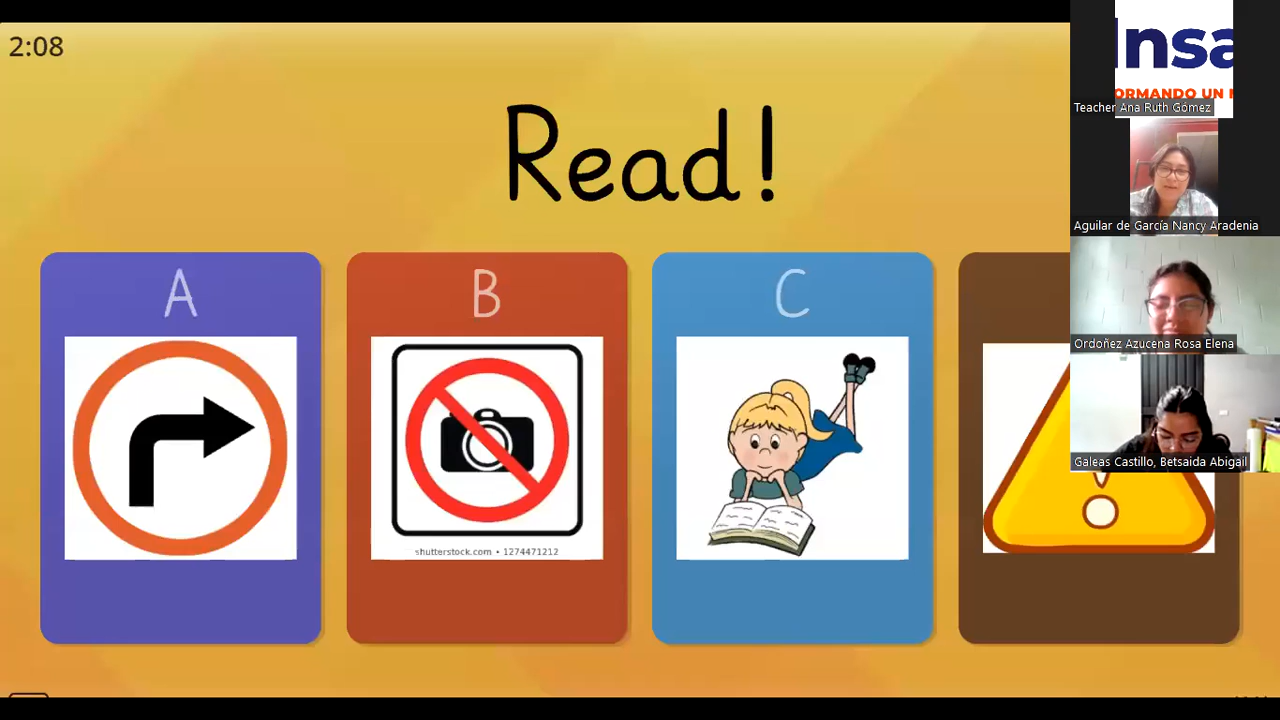 2:08
Read!
A
B
C
shutterstock.com • 1274471212
Insa
ORMANDO UN
Teacher Ana Ruth Gómez
Aguilar de García Nancy Aradenia
Ordoñez Azucena Rosa Elena
Galeas Castillo, Betsaida Abigail